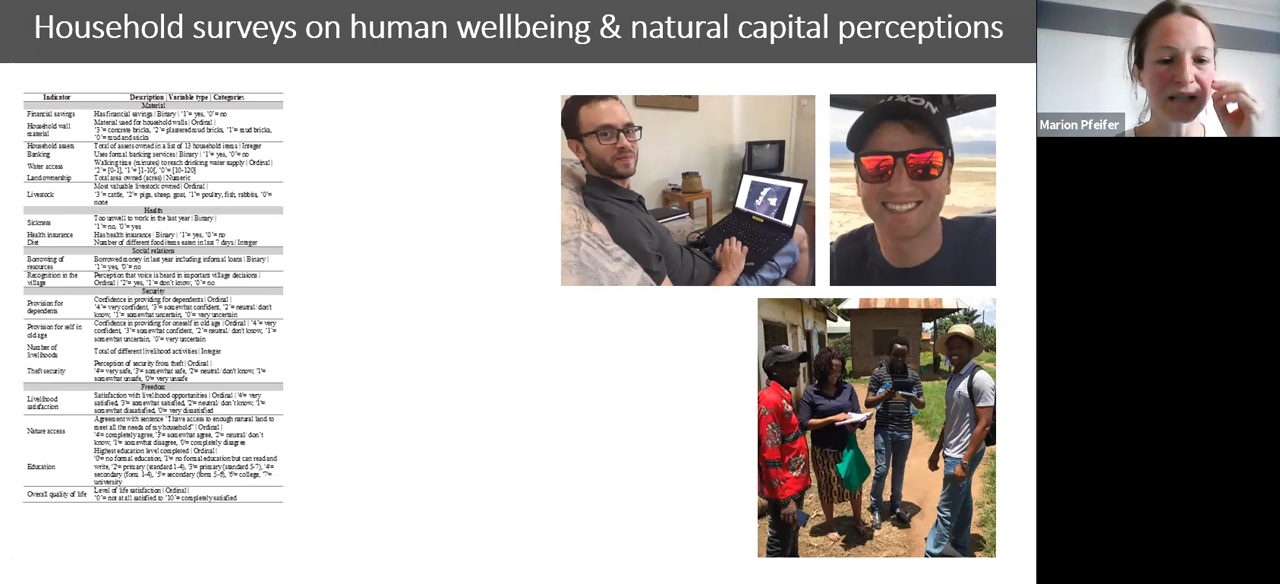 Household surveys on human wellbeing & natural capital perceptions
Marion Pfeifer
Indicator Description | Variable type | Categories
Material
Financial savings Has financial savings | Binary | '1'= yes, '0'= no
Household wall material Material used for household walls | Ordinal |
'3'= concrete bricks, '2'= plastered mud bricks, '1'= mud bricks,
'0'= mud and sticks
Household assets Total of assets owned in a list of 13 household items | Integer
Banking Uses formal banking services | Binary | '1'= yes, '0'= no
Water access Walking time (minutes) to reach drinking water supply | Ordinal |
'2'= [0-1], '1'= ]1-10[, '0'= [10-120]
Land ownership Total area owned (acres) | Numeric
Livestock Most valuable livestock owned | Ordinal |
'3'= cattle, '2'= pigs, sheep, goat, '1'= poultry, fish, rabbits, '0'=
none
Health
Sickness Too unwell to work in the last year | Binary |
'1'= no, '0'= yes
Health insurance Has health insurance | Binary | '1'= yes, '0'= no
Diet Number of different food items eaten in last 7 days | Integer
Social relations
Borrowing of resources Borrowed money in last year including informal loans | Binary |
'1'= yes, '0'= no
Recognition in the village Perception that voice is heard in important village decisions |
Ordinal | '2'= yes, '1'= don't know, '0'= no
Security
Provision for dependents Confidence in providing for dependents | Ordinal |
'4'= very confident, '3'= somewhat confident, '2'= neutral/ don't
know, '1'= somewhat uncertain, '0'= very uncertain
Provision for self in old age Confidence in providing for oneself in old age | Ordinal | '4'= very
confident, '3'= somewhat confident, '2'= neutral/ don't know, '1'=
somewhat uncertain, '0'= very uncertain
Number of livelihoods Total of different livelihood activities | Integer
Theft security Perception of security from theft | Ordinal |
'4'= very safe, '3'= somewhat safe, '2'= neutral/ don't know, '1'=
somewhat unsafe, '0'= very unsafe
Freedom
Livelihood satisfaction Satisfaction with livelihood opportunities | Ordinal | '4'= very
satisfied, '3'= somewhat satisfied, '2'= neutral/ don't know, '1'=
somewhat dissatisfied, '0'= very dissatisfied
Nature access Agreement with sentence "I have access to enough natural land to
meet all the needs of my household" | Ordinal |
'4'= completely agree, '3'= somewhat agree, '2'= neutral/ don't
know, '1'= somewhat disagree, '0'= completely disagree
Education Highest education level completed | Ordinal |
'0'= no formal education, '1'= no formal education but can read and
write, '2'= primary (standard 1-4), '3'= primary (standard 5-7), '4'=
secondary (form 1-4), '5'= secondary (form 5-6), '6'= college, '7'=
university
Overall quality of life Level of life satisfaction | Ordinal |
'0'= not at all satisfied to '10'= completely satisfied